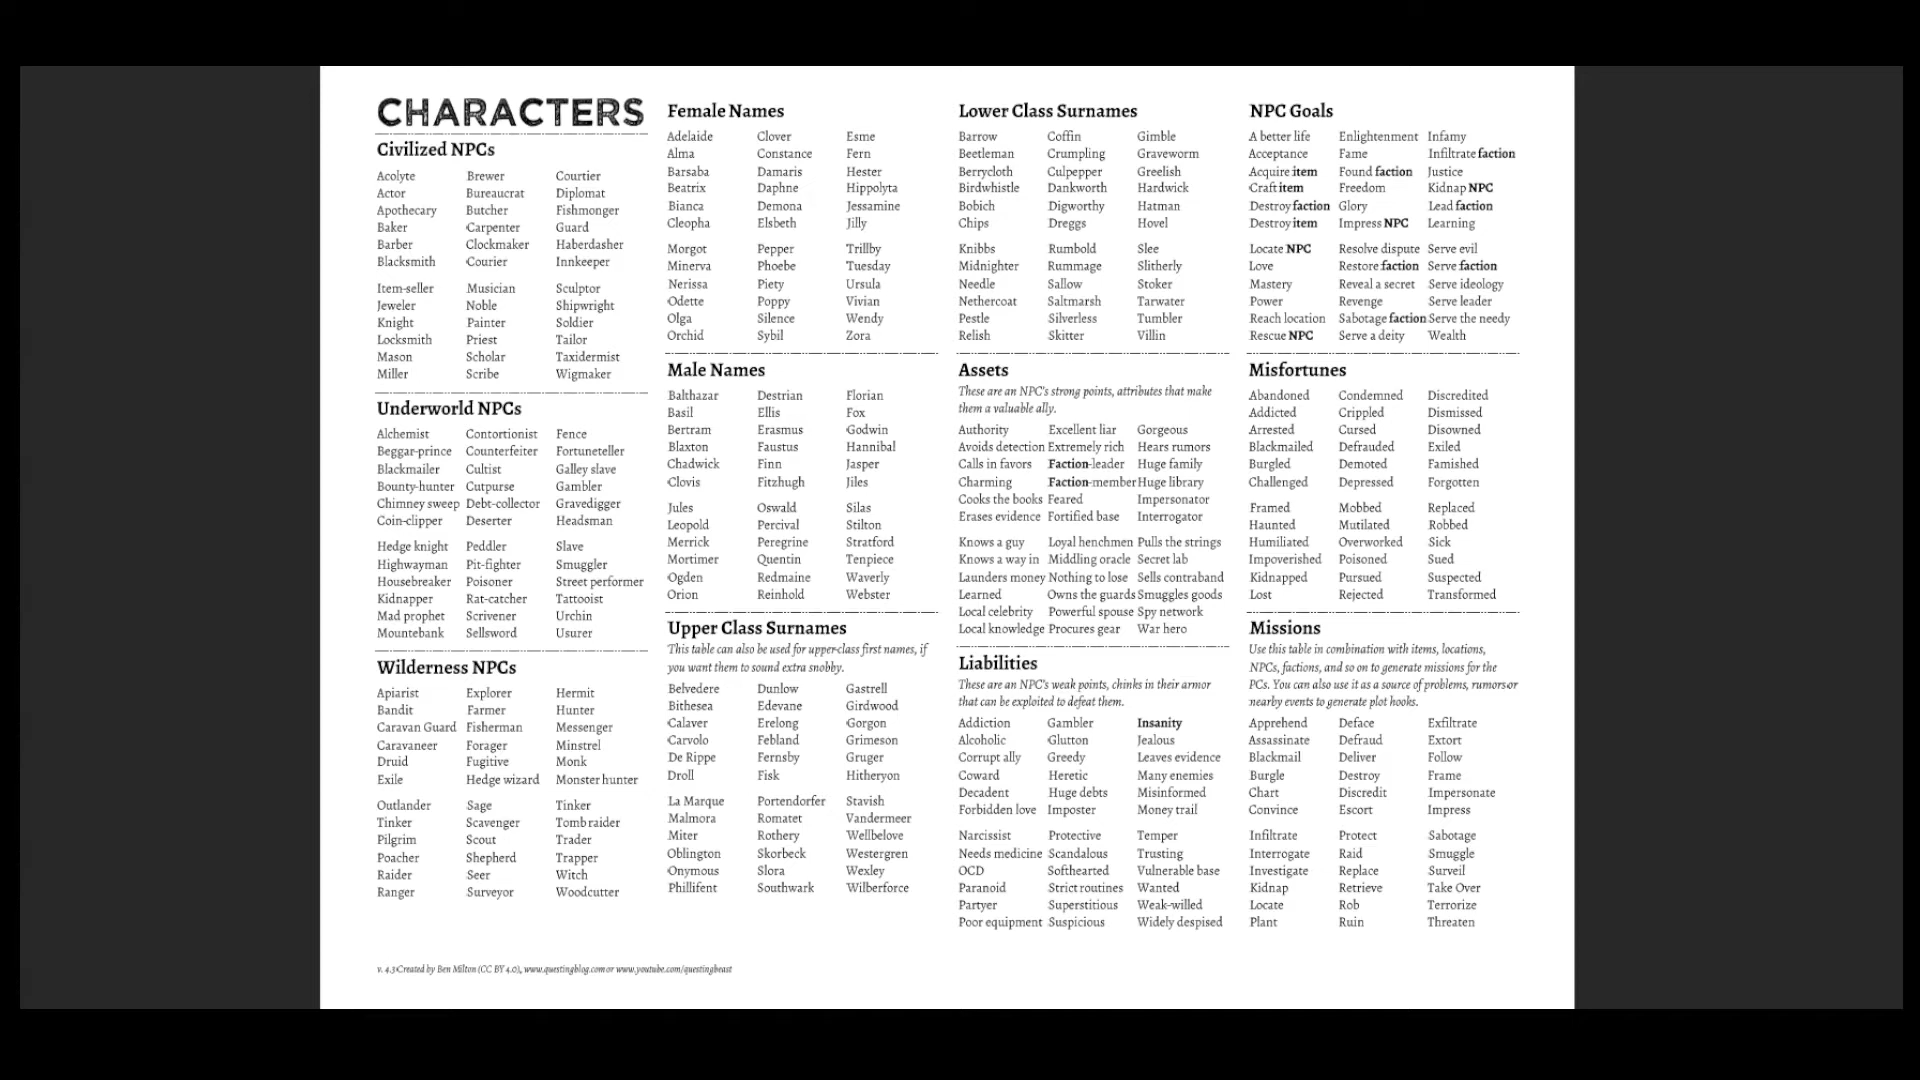 CHARACTERS
Civilized NPCs
Acolyte Brewer Courtier
Actor Bureaucrat Diplomat
Apothecary Butcher Fishmonger
Baker Carpenter Guard
Barber Clockmaker Haberdasher
Blacksmith Courier Innkeeper
Item-seller Musician Sculptor
Jeweler Noble Shipwright
Knight Painter Soldier
Locksmith Priest Tailor
Mason Scholar Taxidermist
Miller Scribe Wigmaker
Underworld NPCs
Alchemist Contortionist Fence
Beggar-prince Counterfeiter Fortuneteller
Blackmailer Cultist Galley slave
Bounty-hunter Cutpurse Gambler
Chimney sweep Debt-collector Gravedigger
Coin-clipper Deserter Headsman
Hedge knight Peddler Slave
Highwayman Pit-fighter Smuggler
Housebreaker Poisoner Street performer
Kidnapper Rat-catcher Tattooist
Mad prophet Scrivener Urchin
Mountebank Sellsword Usurer
Wilderness NPCs
Apiarist Explorer Hermit
Bandit Farmer Hunter
Caravan Guard Fisherman Messenger
Caravaneer Forager Minstrel
Druid Fugitive Monk
Exile Hedge wizard Monster hunter
Outlander Sage Tinker
Tinker Scavenger Tomb raider
Pilgrim Scout Trader
Poacher Shepherd Trapper
Raider Seer Witch
Ranger Surveyor Woodcutter
v. 4.3 Created by Ben Milton (CC BY 4.0), www.questingblog.com or www.youtube.com/questingbeast
Female Names
Adelaide Clover Esme
Alma Constance Fern
Barsaba Damaris Hester
Beatrix Daphne Hippolyta
Bianca Demona Jessamine
Cleopha Elsbeth Jilly
Morgot Pepper Trillby
Minerva Phoebe Tuesday
Nerissa Piety Ursula
Odette Poppy Vivian
Olga Silence Wendy
Orchid Sybil Zora
Male Names
Balthazar Destrian Florian
Basil Ellis Fox
Bertram Erasmus Godwin
Blaxton Faustus Hannibal
Chadwick Finn Jasper
Clovis Fitzhugh Jiles
Jules Oswald Silas
Leopold Percival Stilton
Merrick Peregrine Stratford
Mortimer Quentin Tenpiece
Ogden Redmaine Waverly
Orion Reinhold Webster
Upper Class Surnames
This table can also be used for upper-class first names, if
you want them to sound extra snobby.
Belvedere Dunlow Gastrell
Bithesea Edevane Girdwood
Calaver Erelong Gorgon
Carvolo Febland Grimeson
De Rippe Fernsby Gruger
Droll Fisk Hitheryon
La Marque Portendorfer Stavish
Malmora Romatet Vandermeer
Miter Rothery Wellbelove
Oblington Skorbeck Westergren
Onymous Slora Wexley
Phillifent Southwark Wilberforce
Lower Class Surnames
Barrow Coffin Gimble
Beetleman Crumpling Graveworm
Berrycloth Culpepper Greelish
Birdwhistle Dankworth Hardwick
Bobich Digworthy Hatman
Chips Dreggs Hovel
Knibbs Rumbold Slee
Midnighter Rummage Slitherly
Needle Sallow Stoker
Nethercoat Saltmarsh Tarwater
Pestle Silverless Tumbler
Relish Skitter Villin
Assets
These are an NPC's strong points, attributes that make
them a valuable ally.
Authority Excellent liar Gorgeous
Avoids detection Extremely rich Hears rumors
Calls in favors Faction-leader Huge family
Charming Faction-member Huge library
Cooks the books Feared Impersonator
Erases evidence Fortified base Interrogator
Knows a guy Loyal henchmen Pulls the strings
Knows a way in Middling oracle Secret lab
Launders money Nothing to lose Sells contraband
Learned Owns the guards Smuggles goods
Local celebrity Powerful spouse Spy network
Local knowledge Procures gear War hero
Liabilities
These are an NPC's weak points, chinks in their armor
that can be exploited to defeat them.
Addiction Gambler Insanity
Alcoholic Glutton Jealous
Corrupt ally Greedy Leaves evidence
Coward Heretic Many enemies
Decadent Huge debts Misinformed
Forbidden love Imposter Money trail
Narcissist Protective Temper
Needs medicine Scandalous Trusting
OCD Softhearted Vulnerable base
Paranoid Strict routines Wanted
Partyer Superstitious Weak-willed
Poor equipment Suspicious Widely despised
NPC Goals
A better life Enlightenment Infamy
Acceptance Fame Infiltrate faction
Acquire item Found faction Justice
Craft item Freedom Kidnap NPC
Destroy faction Glory Lead faction
Destroy item Impress NPC Learning
Locate NPC Resolve dispute Serve evil
Love Restore faction Serve faction
Mastery Reveal a secret Serve ideology
Power Revenge Serve leader
Reach location Sabotage faction Serve the needy
Rescue NPC Serve a deity Wealth
Misfortunes
Abandoned Condemned Discredited
Addicted Crippled Dismissed
Arrested Cursed Disowned
Blackmailed Defrauded Exiled
Burgled Demoted Famished
Challenged Depressed Forgotten
Framed Mobbed Replaced
Haunted Mutilated Robbed
Humiliated Overworked Sick
Impoverished Poisoned Sued
Kidnapped Pursued Suspected
Lost Rejected Transformed
Missions
Use this table in combination with items, locations,
NPCs, factions, and so on to generate missions for the
PCs. You can also use it as a source of problems, rumors or
nearby events to generate plot hooks.
Apprehend Deface Exfiltrate
Assassinate Defraud Extort
Blackmail Deliver Follow
Burgle Destroy Frame
Chart Discredit Impersonate
Convince Escort Impress
Infiltrate Protect Sabotage
Interrogate Raid Smuggle
Investigate Replace Surveil
Kidnap Retrieve Take Over
Locate Rob Terrorize
Plant Ruin Threaten